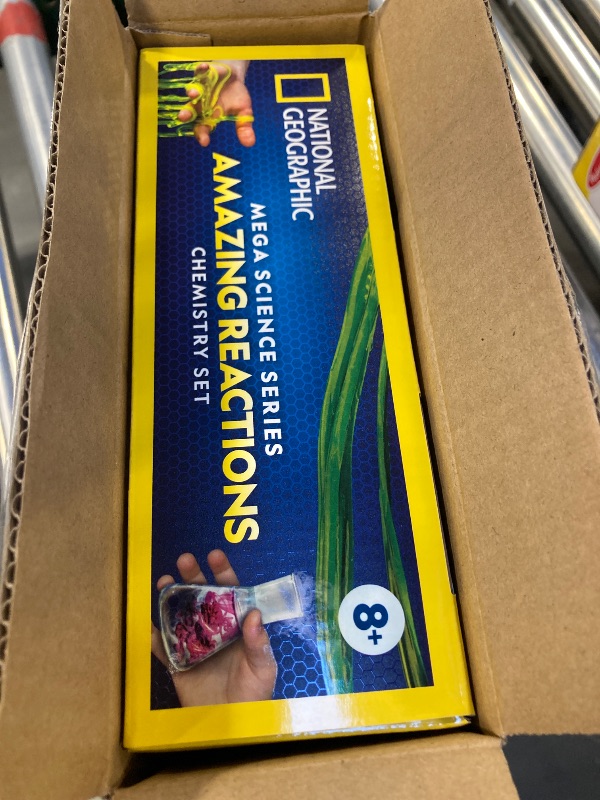 NATIONAL
GEOGRAPHIC
MEGA SCIENCE SERIES
AMAZING REACTIONS
CHEMISTRY SET
8+